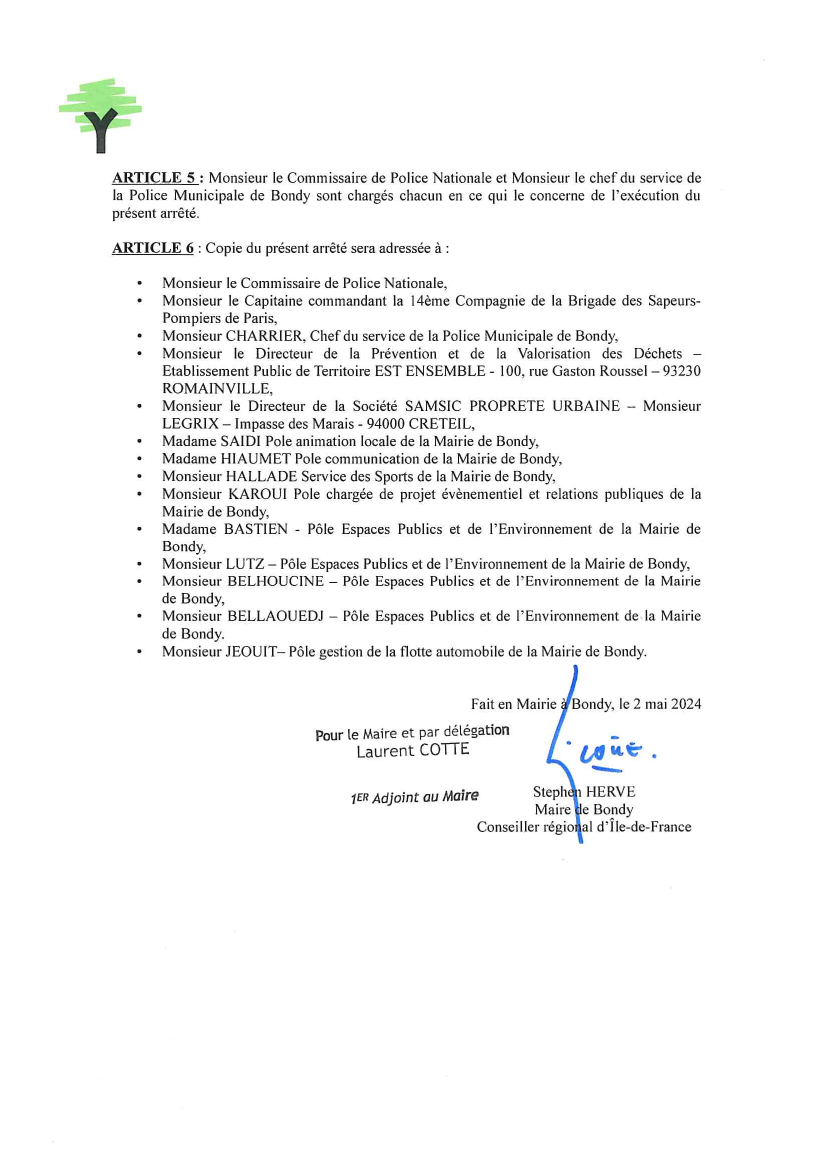 ARTICLE 5 : Monsieur le Commissaire de Police Nationale et Monsieur le chef du service de
la Police Municipale de Bondy sont chargés chacun en ce qui le concerne de l'exécution du
présent arrêté.
ARTICLE 6 : Copie du présent arrêté sera adressée à :
• Monsieur le Commissaire de Police Nationale,
• Monsieur le Capitaine commandant la 14ème Compagnie de la Brigade des Sapeurs-
Pompiers de Paris,
• Monsieur CHARRIER, Chef du service de la Police Municipale de Bondy,
• Monsieur le Directeur de la Prévention et de la Valorisation des Déchets –
Etablissement Public de Territoire EST ENSEMBLE - 100, rue Gaston Roussel – 93230
ROMAINVILLE,
• Monsieur le Directeur de la Société SAMSIC PROPRETE URBAINE – Monsieur
LEGRIX – Impasse des Marais - 94000 CRETEIL,
• Madame SAIDI Pole animation locale de la Mairie de Bondy,
• Madame HIAUMET Pole communication de la Mairie de Bondy,
• Monsieur HALLADE Service des Sports de la Mairie de Bondy,
• Monsieur KAROUI Pole chargée de projet évènementiel et relations publiques de la
Mairie de Bondy,
• Madame BASTIEN - Pôle Espaces Publics et de l'Environnement de la Mairie de
Bondy,
• Monsieur LUTZ – Pôle Espaces Publics et de l'Environnement de la Mairie de Bondy,
• Monsieur BELHOUCINE – Pôle Espaces Publics et de l'Environnement de la Mairie
de Bondy,
• Monsieur BELLAOUEDJ – Pôle Espaces Publics et de l'Environnement de la Mairie
de Bondy.
• Monsieur JEOUIT– Pôle gestion de la flotte automobile de la Mairie de Bondy.
Fait en Mairie à Bondy, le 2 mai 2024
Pour le Maire et par délégation
Laurent COTTE
1ER Adjoint au Maire
Stephen HERVE
Maire de Bondy
Conseiller régional d'Île-de-France